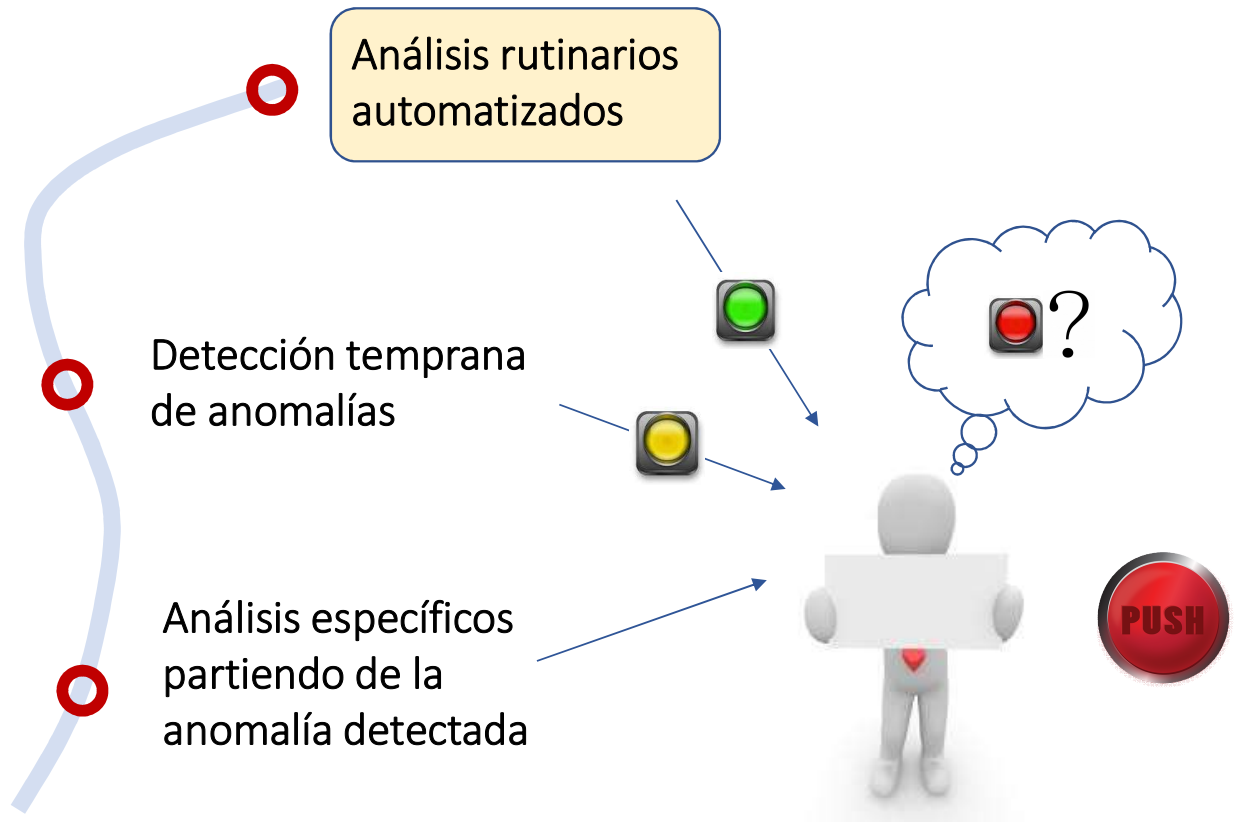 Análisis rutinarios
automatizados
?
Detección temprana
de anomalías
PUSH
Análisis específicos
partiendo de la
anomalía detectada